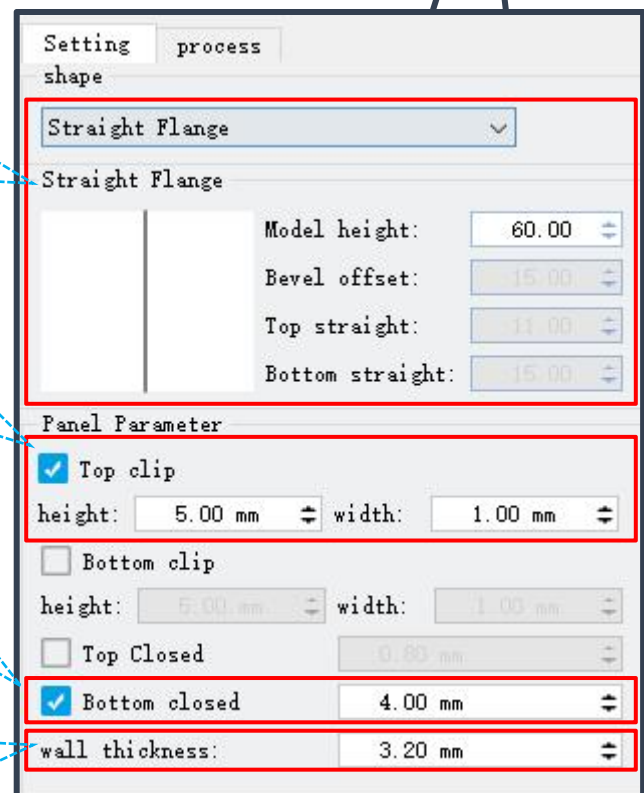 Setting process
shape
Straight Flange
Straight Flange
Model height: 60.00
Bevel offset: 15.00
Top straight: 11.00
Bottom straight: 15.00
Panel Parameter
Top clip
height: 5.00 mm width: 1.00 mm
Bottom clip
height: 5.00 mm width: 1.00 mm
Top Closed 0.80 mm
Bottom closed 4.00 mm
wall thickness: 3.20 mm